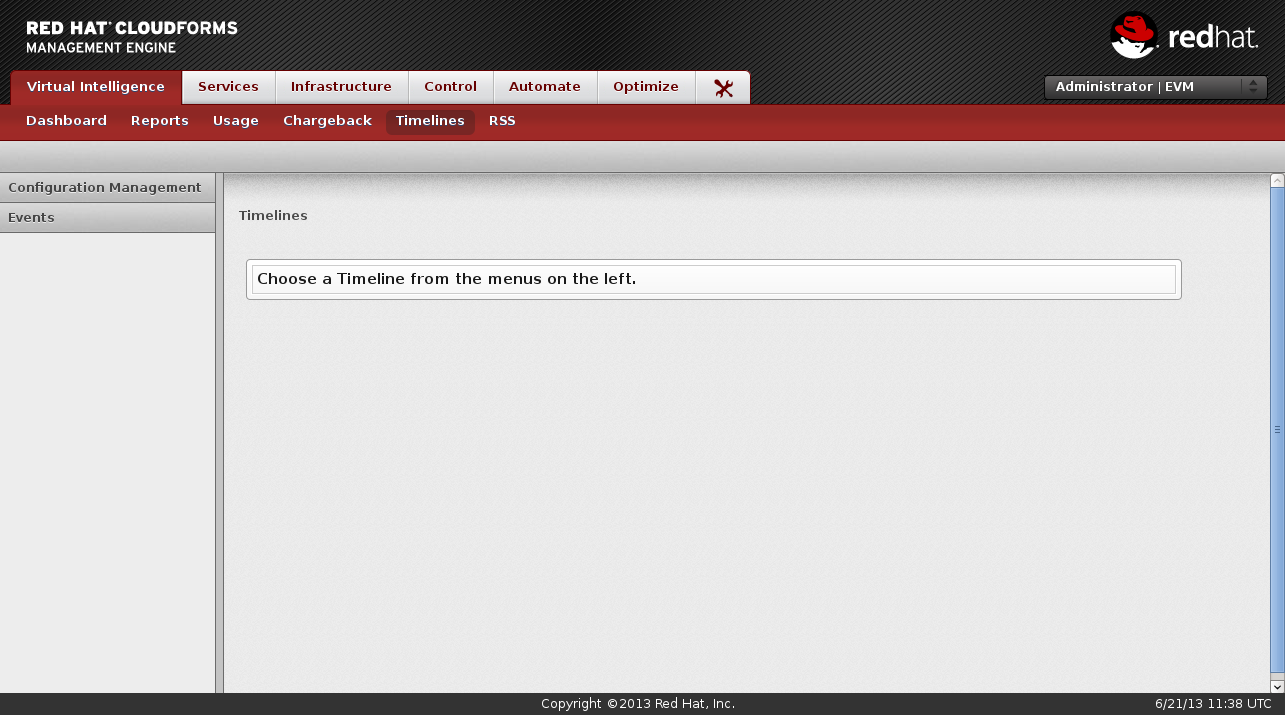 RED HAT CLOUDFORMS
MANAGEMENT ENGINE
redhat.
Virtual Intelligence Services Infrastructure Control Automate Optimize
Administrator | EVM
Dashboard Reports Usage Chargeback Timelines RSS
Configuration Management
Events
Timelines
Choose a Timeline from the menus on the left.
Copyright ©2013 Red Hat, Inc.
6/21/13 11:38 UTC